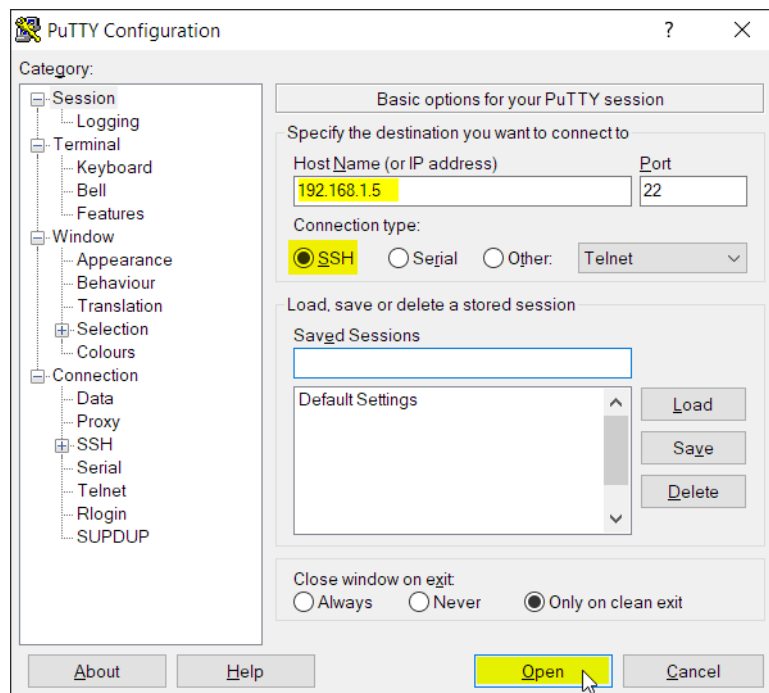 PuTTY Configuration
?
Category:
Session
Logging
Terminal
Keyboard
Bell
Features
Window
Appearance
Behaviour
Translation
Selection
Colours
Connection
Data
Proxy
SSH
Serial
Telnet
Rlogin
SUPDUP
Basic options for your PuTTY session
Specify the destination you want to connect to
Host Name (or IP address) Port
192.168.1.5 22
Connection type:
SSH Serial Other: Telnet
Load, save or delete a stored session
Saved Sessions
Default Settings
Load
Save
Delete
Close window on exit:
Always Never Only on clean exit
About Help Open Cancel